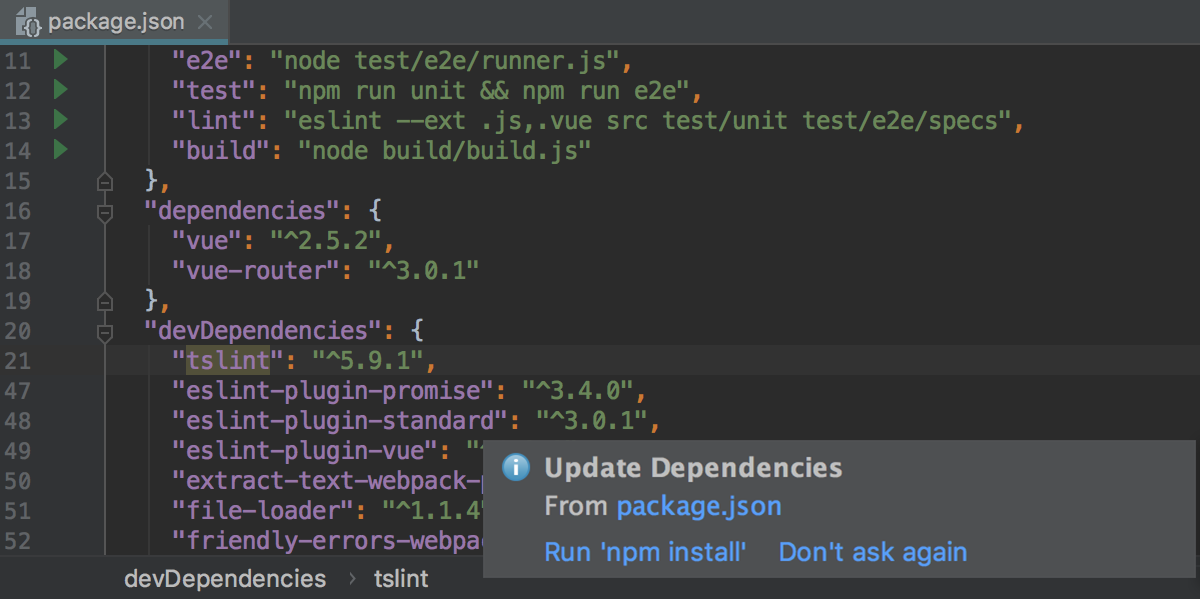 package.json
11 "e2e": "node test/e2e/runner.js",
12 "test": "npm run unit && npm run e2e",
13 "lint": "eslint --ext .js,.vue src test/unit test/e2e/specs",
14 "build": "node build/build.js"
15 },
16 "dependencies": {
17 "vue": "^2.5.2",
18 "vue-router": "^3.0.1"
19 },
20 "devDependencies": {
21 "tslint": "^5.9.1",
47 "eslint-plugin-promise": "^3.4.0",
48 "eslint-plugin-standard": "^3.0.1",
49 "eslint-plugin-vue": "^
50 "extract-text-webpack-
51 "file-loader": "^1.1.4"
52 "friendly-errors-webpa
Update Dependencies
From package.json
Run 'npm install' Don't ask again
devDependencies › tslint